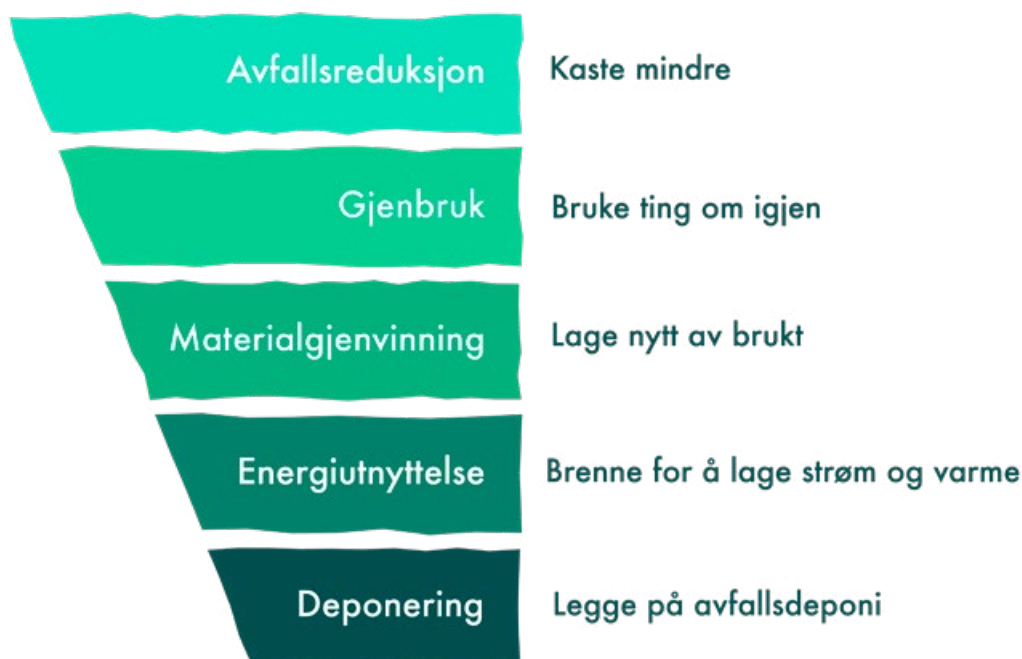 Avfallsreduksjon Kaste mindre
Gjenbruk Bruke ting om igjen
Materialgjenvinning Lage nytt av brukt
Energiutnyttelse Brenne for å lage strøm og varme
Deponering Legge på avfallsdeponi